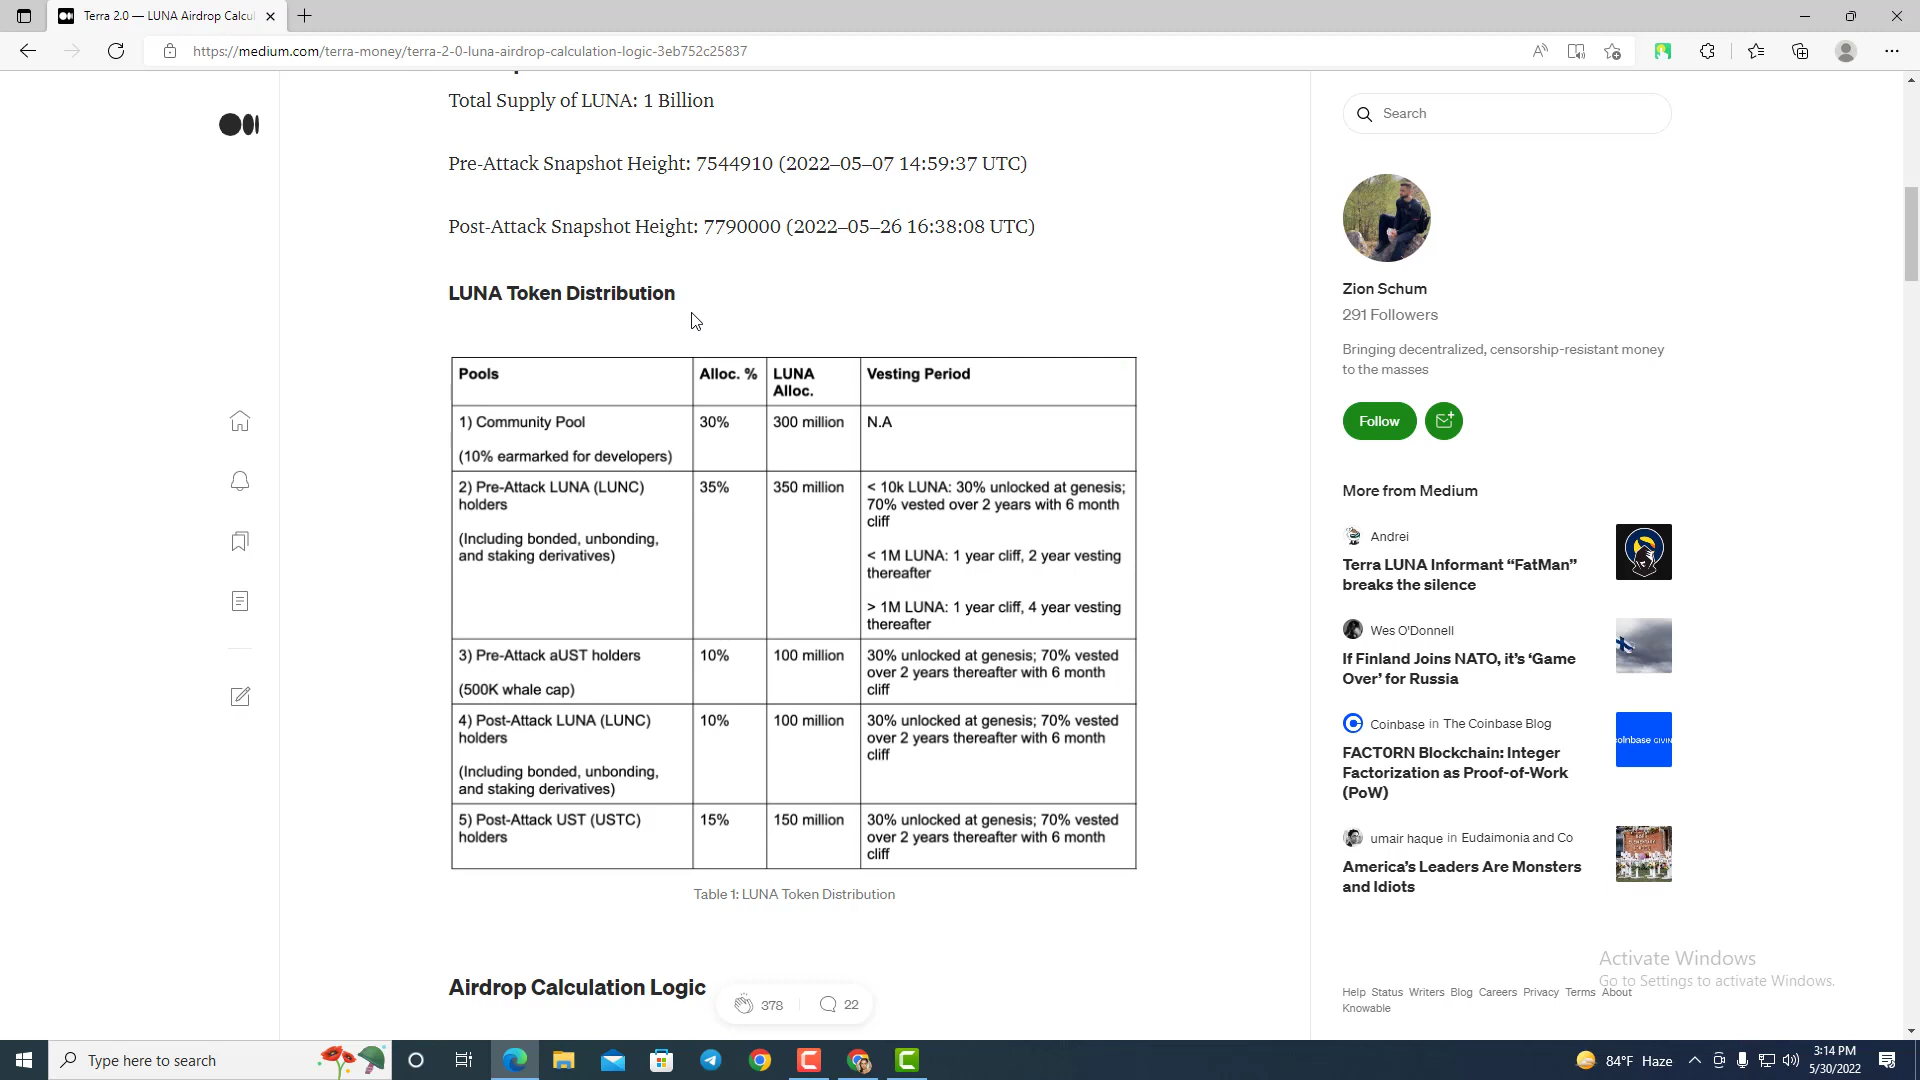 Terra 2.0 — LUNA Airdrop Calcul
https://medium.com/terra-money/terra-2-0-luna-airdrop-calculation-logic-3eb752c25837
Total Supply of LUNA: 1 Billion
Pre-Attack Snapshot Height: 7544910 (2022–05–07 14:59:37 UTC)
Post-Attack Snapshot Height: 7790000 (2022–05–26 16:38:08 UTC)
LUNA Token Distribution
Pools Alloc. % LUNA Alloc. Vesting Period
1) Community Pool 30% 300 million N.A
(10% earmarked for developers)
2) Pre-Attack LUNA (LUNC) 35% 350 million < 10k LUNA: 30% unlocked at genesis;
holders 70% vested over 2 years with 6 month
cliff
(Including bonded, unbonding,
and staking derivatives) < 1M LUNA: 1 year cliff, 2 year vesting
thereafter
> 1M LUNA: 1 year cliff, 4 year vesting
thereafter
3) Pre-Attack aUST holders 10% 100 million 30% unlocked at genesis; 70% vested
over 2 years thereafter with 6 month
(500K whale cap) cliff
4) Post-Attack LUNA (LUNC) 10% 100 million 30% unlocked at genesis; 70% vested
holders over 2 years thereafter with 6 month
cliff
(Including bonded, unbonding,
and staking derivatives)
5) Post-Attack UST (USTC) 15% 150 million 30% unlocked at genesis; 70% vested
holders over 2 years thereafter with 6 month
cliff
Table 1: LUNA Token Distribution
Airdrop Calculation Logic
378 22
Search
Zion Schum
291 Followers
Bringing decentralized, censorship-resistant money
to the masses
Follow
More from Medium
Andrei
Terra LUNA Informant “FatMan”
breaks the silence
Wes O'Donnell
If Finland Joins NATO, it’s ‘Game
Over’ for Russia
Coinbase in The Coinbase Blog
FACT0RN Blockchain: Integer
Factorization as Proof-of-Work
(PoW)
coinbase GIVIN
umair haque in Eudaimonia and Co
America’s Leaders Are Monsters
and Idiots
Activate Windows
Go to Settings to activate Windows.
Help Status Writers Blog Careers Privacy Terms About
Knowable
Type here to search
84°F Haze
3:14 PM
5/30/2022